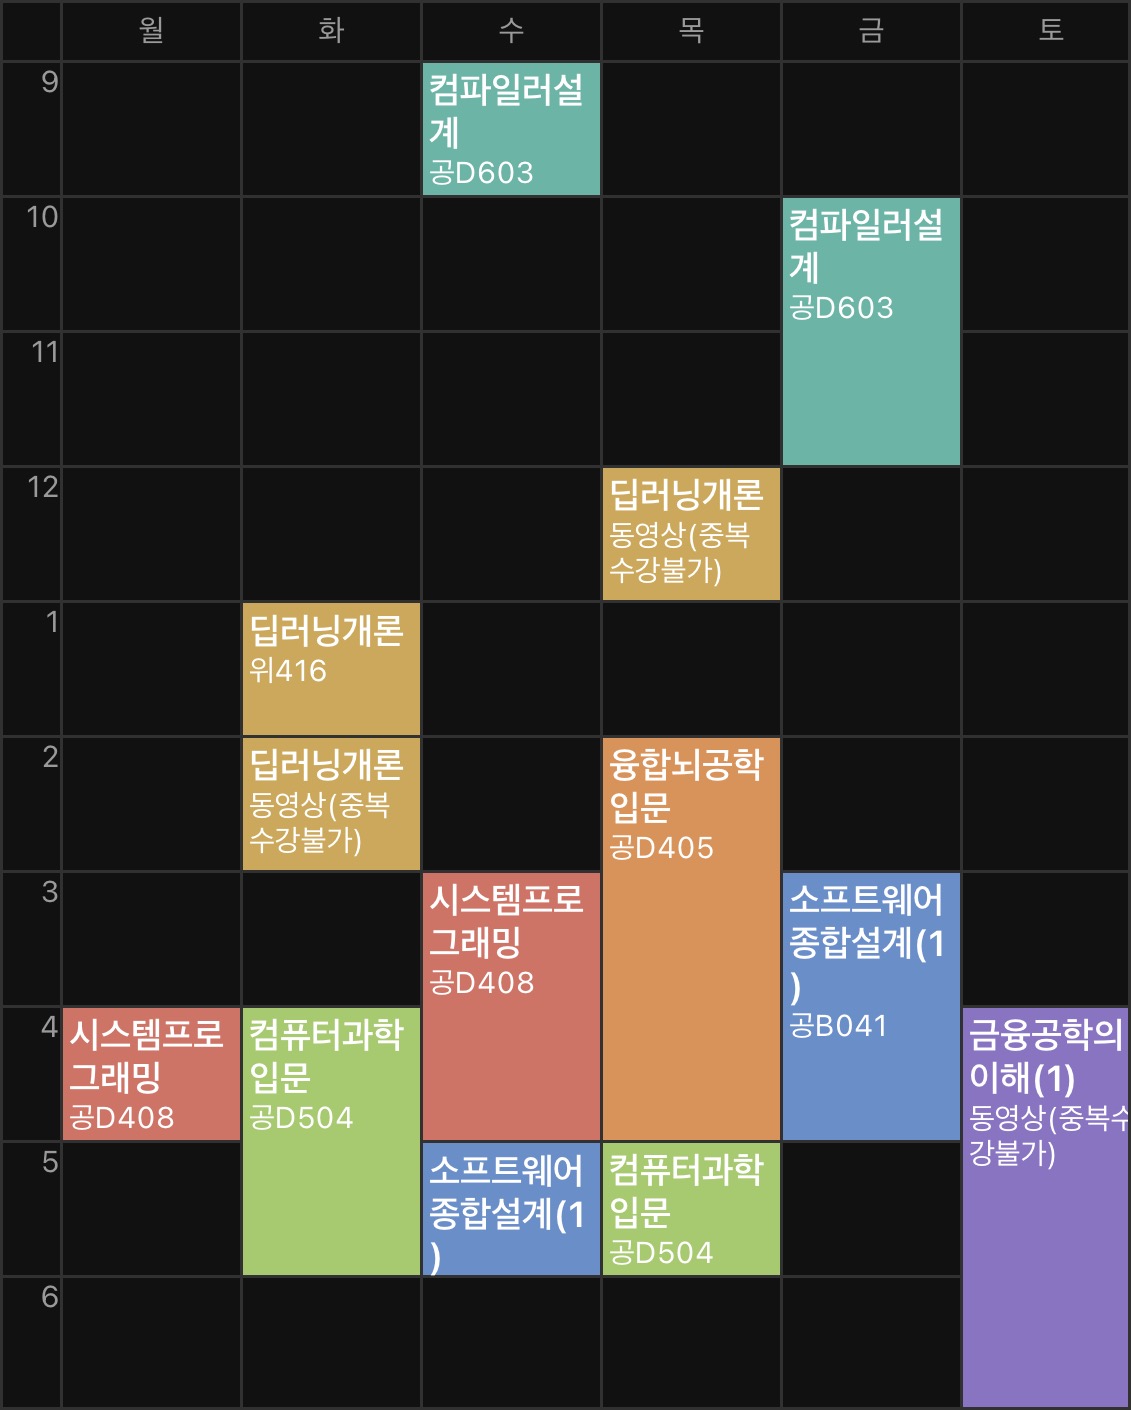 월 화 수 목 금 토
9
컴파일러설
계
공D603
10
컴파일러설
계
공D603
11
12
딥러닝개론
동영상(중복
수강불가)
1
딥러닝개론
위416
2
딥러닝개론
동영상(중복
수강불가)
융합뇌공학
입문
공D405
3
시스템프로
그래밍
공D408
소프트웨어
종합설계(1
)
공B041
4
시스템프로
그래밍
공D408
컴퓨터과학
입문
공D504
금융공학의
이해(1)
동영상(중복수
강불가)
5
소프트웨어
종합설계(1
)
컴퓨터과학
입문
공D504
6